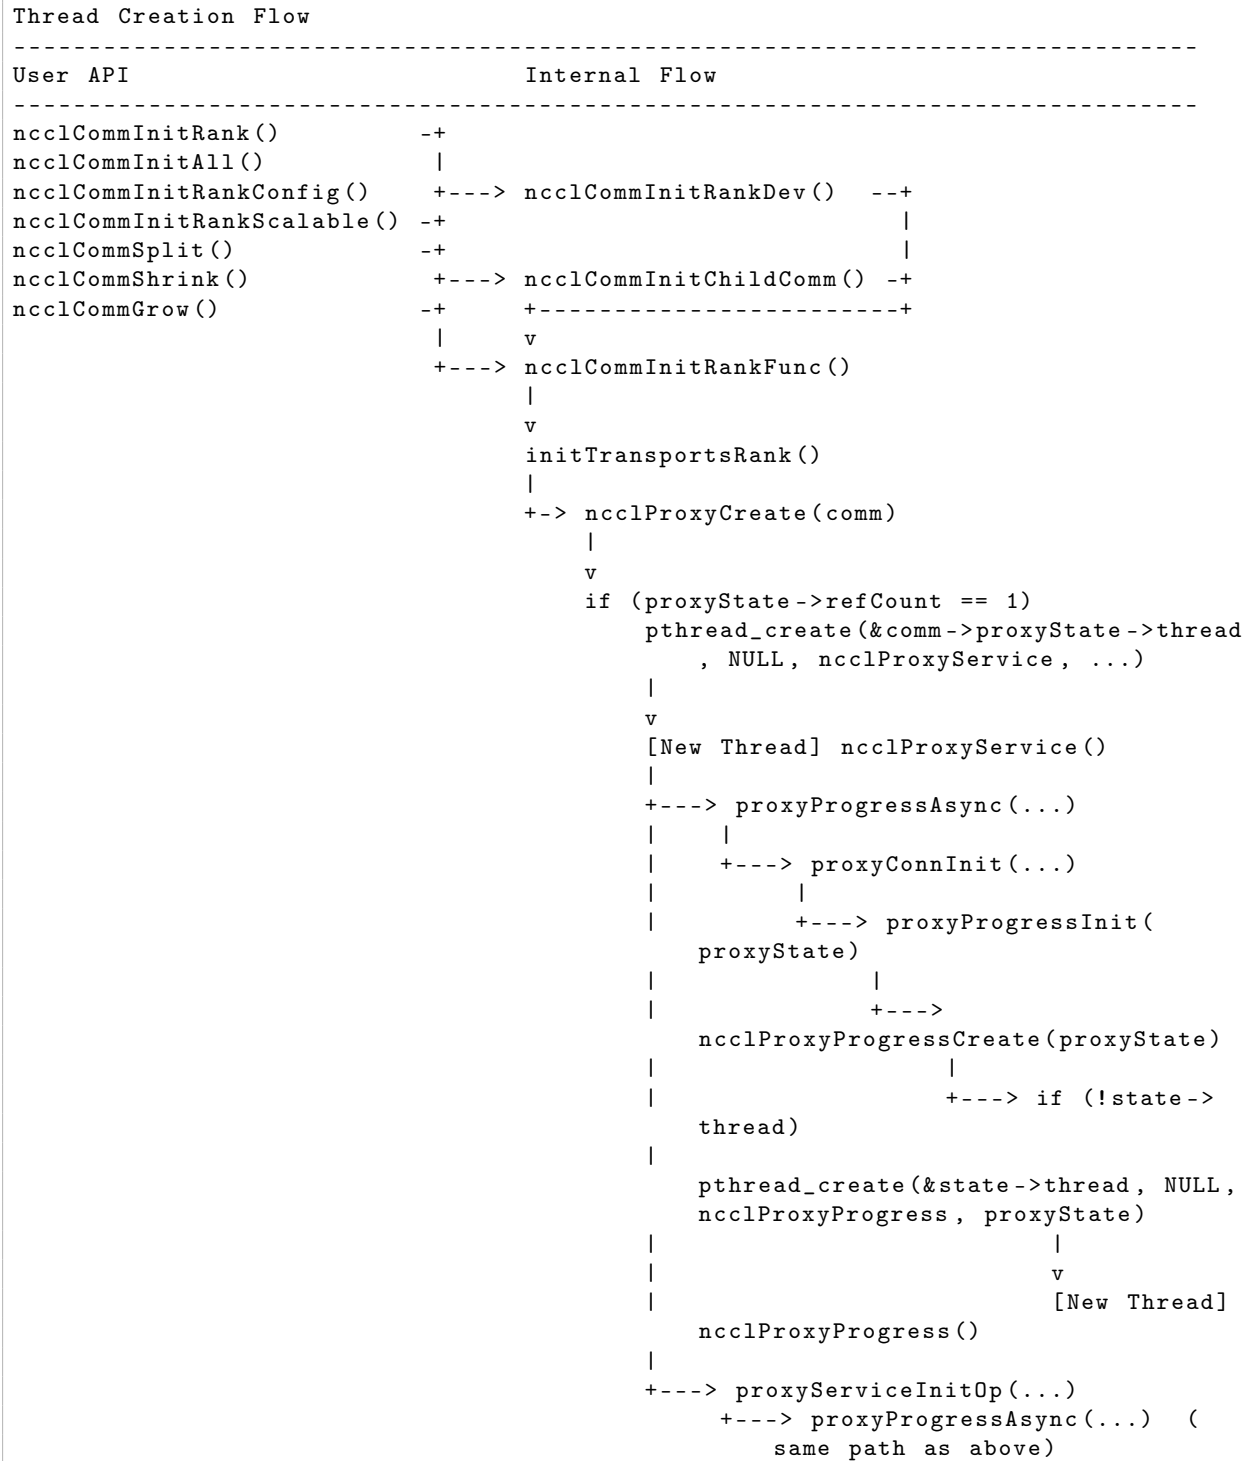 Thread Creation Flow
-------------------------------------------------------------------------------
User API                          Internal Flow
-------------------------------------------------------------------------------
ncclCommInitRank()         -+
ncclCommInitAll()           |
ncclCommInitRankConfig()    +---> ncclCommInitRankDev()  --+
ncclCommInitRankScalable() -+                              |
ncclCommSplit()            -+                              |
ncclCommShrink()            +---> ncclCommInitChildComm() -+
ncclCommGrow()             -+     +------------------------+
                            |     v
                            +---> ncclCommInitRankFunc()
                                  |
                                  v
                                  initTransportsRank()
                                  |
                                  +-> ncclProxyCreate(comm)
                                      |
                                      v
                                      if (proxyState->refCount == 1)
                                          pthread_create(&comm->proxyState->thread
                                              , NULL, ncclProxyService, ...)
                                          |
                                          v
                                          [New Thread] ncclProxyService()
                                          |
                                          +---> proxyProgressAsync(...)
                                          |    |
                                          |    +---> proxyConnInit(...)
                                          |         |
                                          |         +---> proxyProgressInit(
                                              proxyState)
                                          |              |
                                          |              +--->
                                              ncclProxyProgressCreate(proxyState)
                                          |                   |
                                          |                   +---> if (!state->
                                              thread)
                                          |
                                              pthread_create(&state->thread, NULL,
                                              ncclProxyProgress, proxyState)
                                          |                          |
                                          |                          v
                                          |                          [New Thread]
                                              ncclProxyProgress()
                                          |
                                          +---> proxyServiceInitOp(...)
                                               +---> proxyProgressAsync(...)  (
                                                   same path as above)